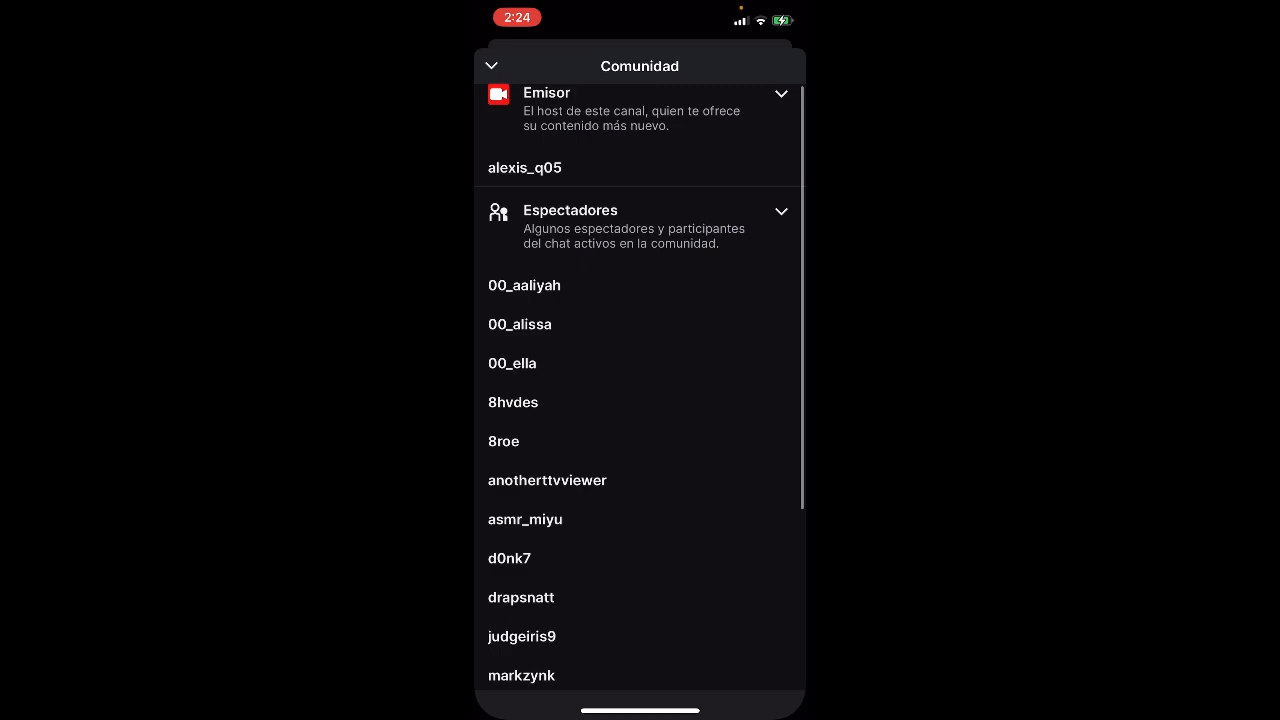 2:24
Comunidad
Emisor
El host de este canal, quien te ofrece
su contenido más nuevo.
alexis_q05
Espectadores
Algunos espectadores y participantes
del chat activos en la comunidad.
00_aaliyah
00_alissa
00_ella
8hvdes
8roe
anotherttvviewer
asmr_miyu
d0nk7
drapsnatt
judgeiris9
markzynk